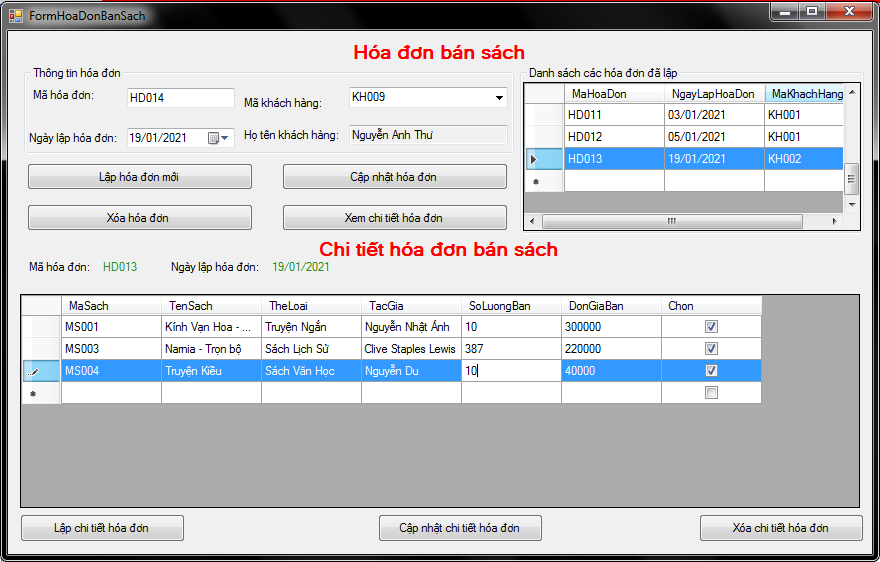 FormHoaDonBanSach
Hóa đơn bán sách
Thông tin hóa đơn
Mã hóa đơn: HD014 Mã khách hàng: KH009
Ngày lập hóa đơn: 19/01/2021 Họ tên khách hàng: Nguyễn Anh Thư
Lập hóa đơn mới Cập nhật hóa đơn
Xóa hóa đơn Xem chi tiết hóa đơn
Danh sách các hóa đơn đã lập
MaHoaDon NgayLapHoaDon MaKhachHang
HD011 03/01/2021 KH001
HD012 05/01/2021 KH001
HD013 19/01/2021 KH002
Chi tiết hóa đơn bán sách
Mã hóa đơn: HD013 Ngày lập hóa đơn: 19/01/2021
MaSach TenSach TheLoai TacGia SoLuongBan DonGiaBan Chon
MS001 Kính Vạn Hoa - ... Truyện Ngắn Nguyễn Nhật Ánh 10 300000
MS003 Narnia - Trọn bộ Sách Lịch Sử Clive Staples Lewis 387 220000
MS004 Truyện Kiều Sách Văn Học Nguyễn Du 10 40000
Lập chi tiết hóa đơn Cập nhật chi tiết hóa đơn Xóa chi tiết hóa đơn